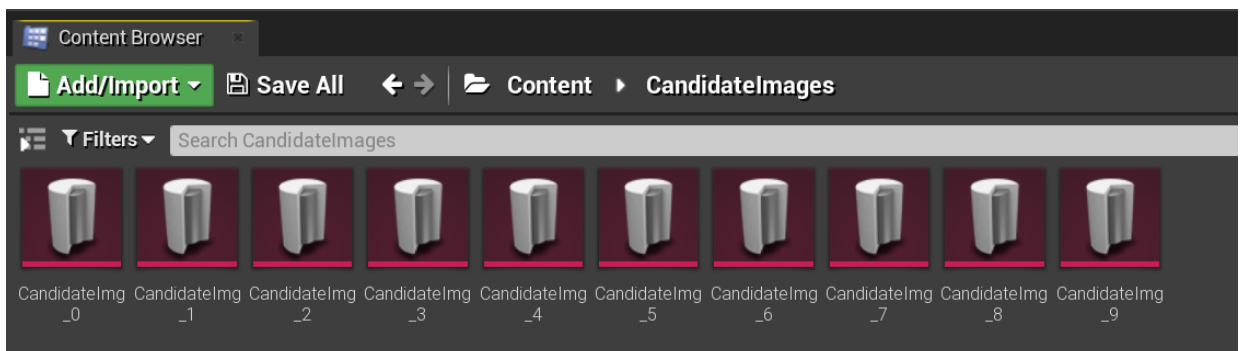 Content Browser
Add/Import Save All Content CandidateImages
Filters Search CandidateImages
CandidateImg CandidateImg CandidateImg CandidateImg CandidateImg CandidateImg CandidateImg CandidateImg CandidateImg CandidateImg
_0 _1 _2 _3 _4 _5 _6 _7 _8 _9